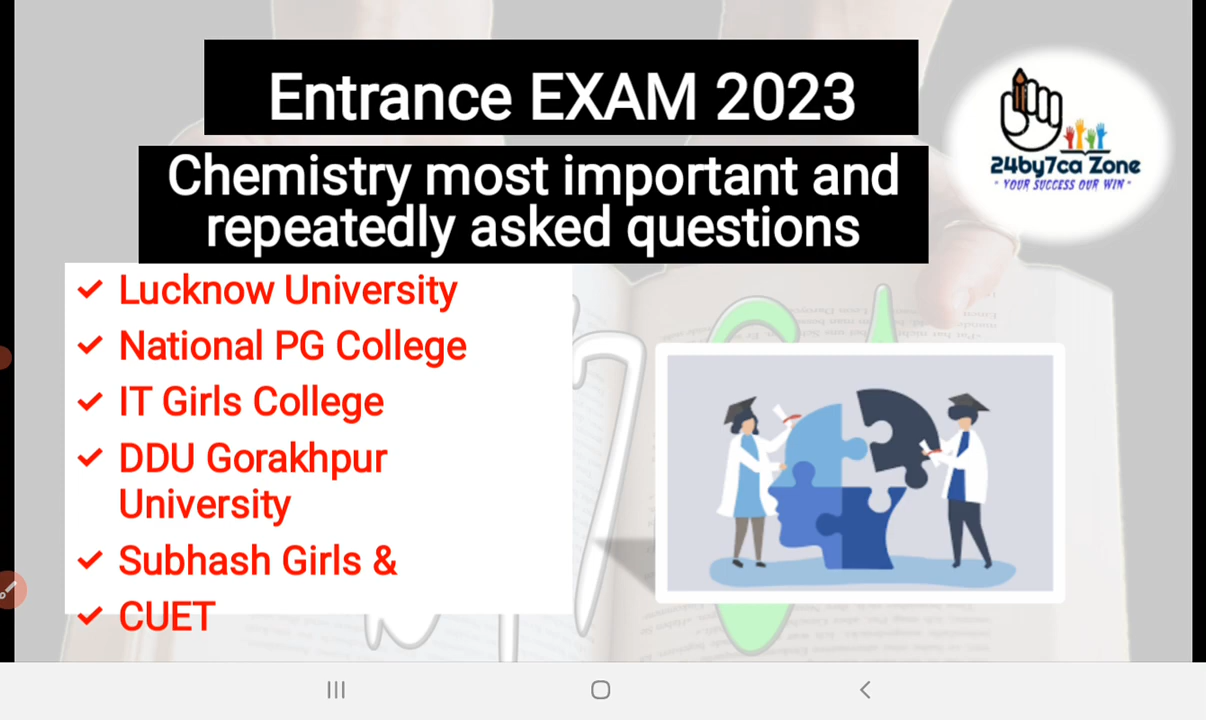 Entrance EXAM 2023
Chemistry most important and
repeatedly asked questions
24by7ca Zone
" YOUR SUCCESS OUR WIN "
Lucknow University
National PG College
IT Girls College
DDU Gorakhpur
University
Subhash Girls &
CUET